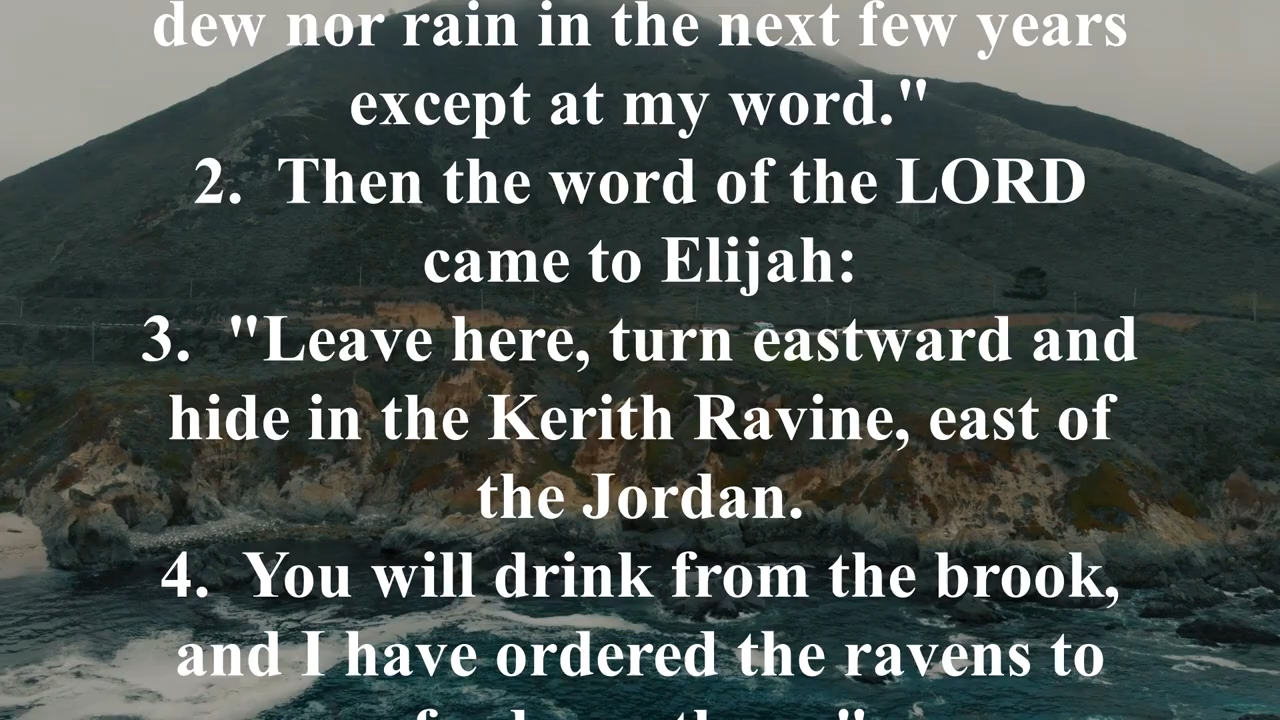 dew nor rain in the next few years
except at my word."
2. Then the word of the LORD
came to Elijah:
3. "Leave here, turn eastward and
hide in the Kerith Ravine, east of
the Jordan.
4. You will drink from the brook,
and I have ordered the ravens to